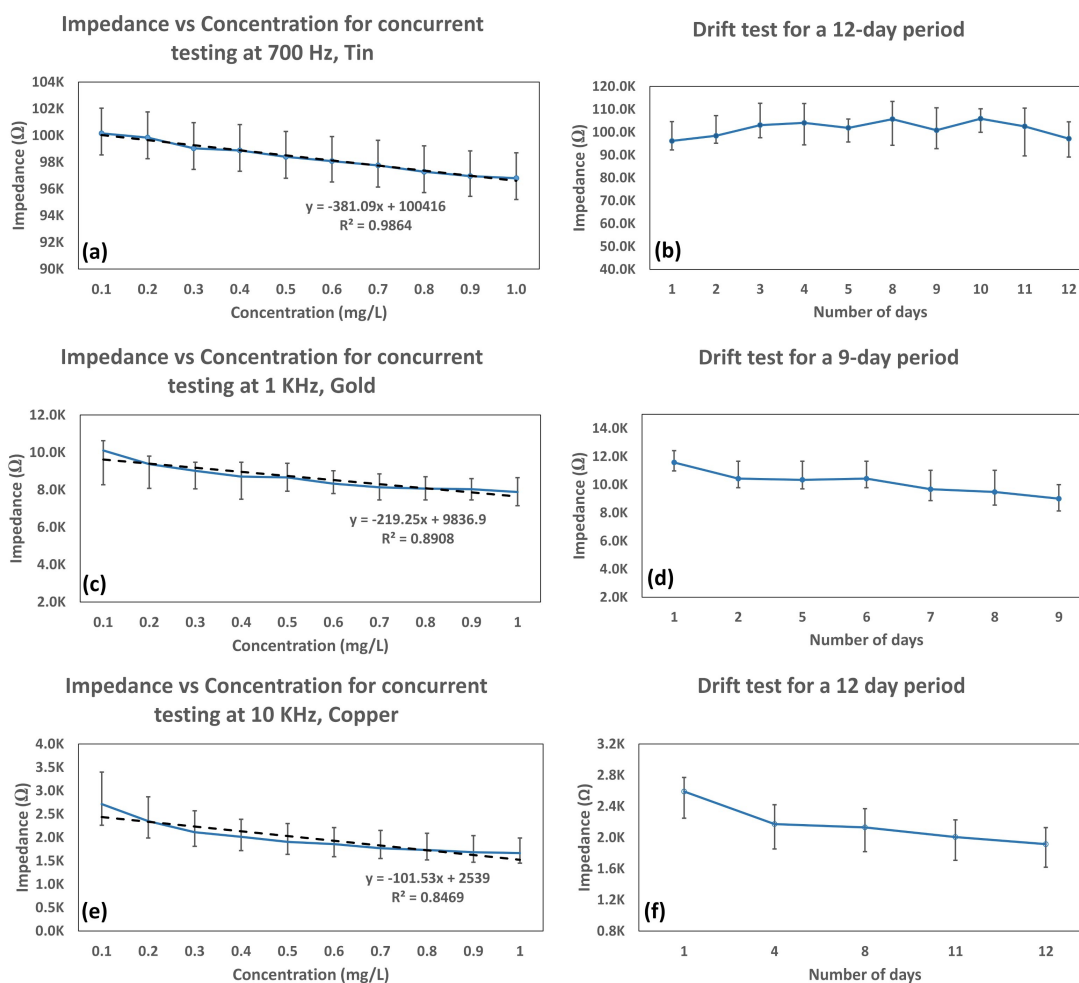 Impedance vs Concentration for concurrent
testing at 700 Hz, Tin
104K
102K
100K
98K
96K
94K
92K
90K
Impedance (Ω)
y = -381.09x + 100416
R² = 0.9864
(a)
0.1 0.2 0.3 0.4 0.5 0.6 0.7 0.8 0.9 1.0
Concentration (mg/L)
Drift test for a 12-day period
120.0K
110.0K
100.0K
90.0K
80.0K
70.0K
60.0K
50.0K
40.0K
Impedance (Ω)
(b)
1 2 3 4 5 8 9 10 11 12
Number of days
Impedance vs Concentration for concurrent
testing at 1 KHz, Gold
12.0K
10.0K
8.0K
6.0K
4.0K
2.0K
Impedance (Ω)
y = -219.25x + 9836.9
R² = 0.8908
(c)
0.1 0.2 0.3 0.4 0.5 0.6 0.7 0.8 0.9 1
Concentration (mg/L)
Drift test for a 9-day period
14.0K
12.0K
10.0K
8.0K
6.0K
4.0K
2.0K
Impedance (Ω)
(d)
1 2 5 6 7 8 9
Number of days
Impedance vs Concentration for concurrent
testing at 10 KHz, Copper
4.0K
3.5K
3.0K
2.5K
2.0K
1.5K
1.0K
0.5K
0.0K
Impedance (Ω)
y = -101.53x + 2539
R² = 0.8469
(e)
0.1 0.2 0.3 0.4 0.5 0.6 0.7 0.8 0.9 1
Concentration (mg/L)
Drift test for a 12 day period
3.2K
2.8K
2.4K
2.0K
1.6K
1.2K
0.8K
Impedance (Ω)
(f)
1 4 8 11 12
Number of days